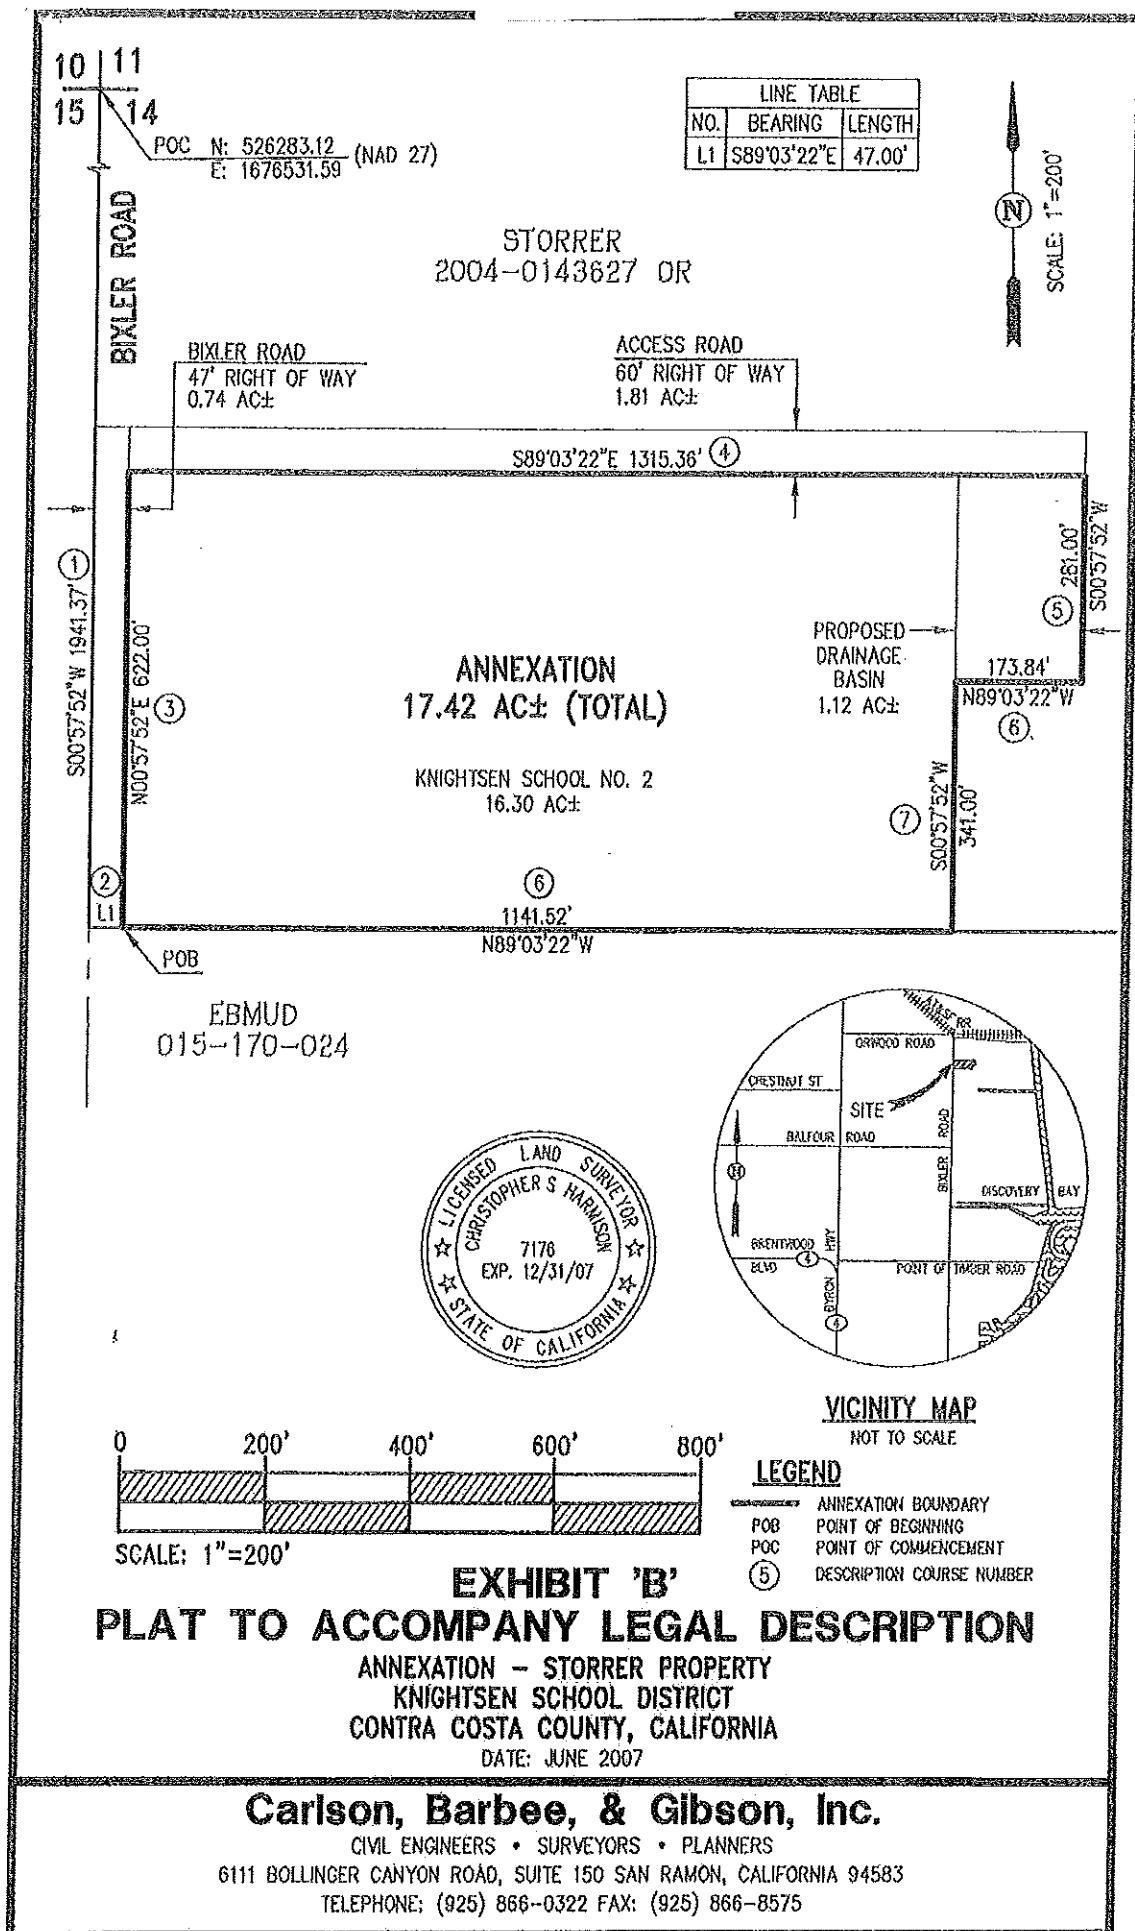 10 11
15 14
POC N: 526283.12 (NAD 27)
E: 1676531.59
LINE TABLE
NO. BEARING LENGTH
L1 S89°03'22"E 47.00'
N
SCALE: 1"=200'
BIXLER ROAD
STORRER
2004-0143627 OR
BIXLER ROAD
47' RIGHT OF WAY
0.74 AC±
ACCESS ROAD
60' RIGHT OF WAY
1.81 AC±
S89°03'22"E 1315.36' 4
S00°57'52"W 1941.37' 1
N00°57'52"E 622.00'
3
ANNEXATION
17.42 AC± (TOTAL)
KNIGHTSEN SCHOOL NO. 2
16.30 AC±
PROPOSED
DRAINAGE
BASIN
1.12 AC±
281.00'
S00°57'52"W
5
173.84'
N89°03'22"W
6
7
S00°57'52"W
341.00'
2
L1
6
1141.52'
N89°03'22"W
POB
EBMUD
015-170-024
LICENSED LAND SURVEYOR
CHRISTOPHER S HARMISON
7176
EXP. 12/31/07
STATE OF CALIFORNIA
AT&SF RR
ORWOOD ROAD
CHESTNUT ST
SITE
BALFOUR ROAD
BIXLER ROAD
DISCOVERY BAY
BRENTWOOD
BLVD
4
BYRON HWY
4
POINT OF TIMBER ROAD
VICINITY MAP
NOT TO SCALE
0 200' 400' 600' 800'
SCALE: 1"=200'
LEGEND
ANNEXATION BOUNDARY
POB POINT OF BEGINNING
POC POINT OF COMMENCEMENT
5 DESCRIPTION COURSE NUMBER
EXHIBIT 'B'
PLAT TO ACCOMPANY LEGAL DESCRIPTION
ANNEXATION - STORRER PROPERTY
KNIGHTSEN SCHOOL DISTRICT
CONTRA COSTA COUNTY, CALIFORNIA
DATE: JUNE 2007
Carlson, Barbee, & Gibson, Inc.
CIVIL ENGINEERS • SURVEYORS • PLANNERS
6111 BOLLINGER CANYON ROAD, SUITE 150 SAN RAMON, CALIFORNIA 94583
TELEPHONE: (925) 866-0322 FAX: (925) 866-8575